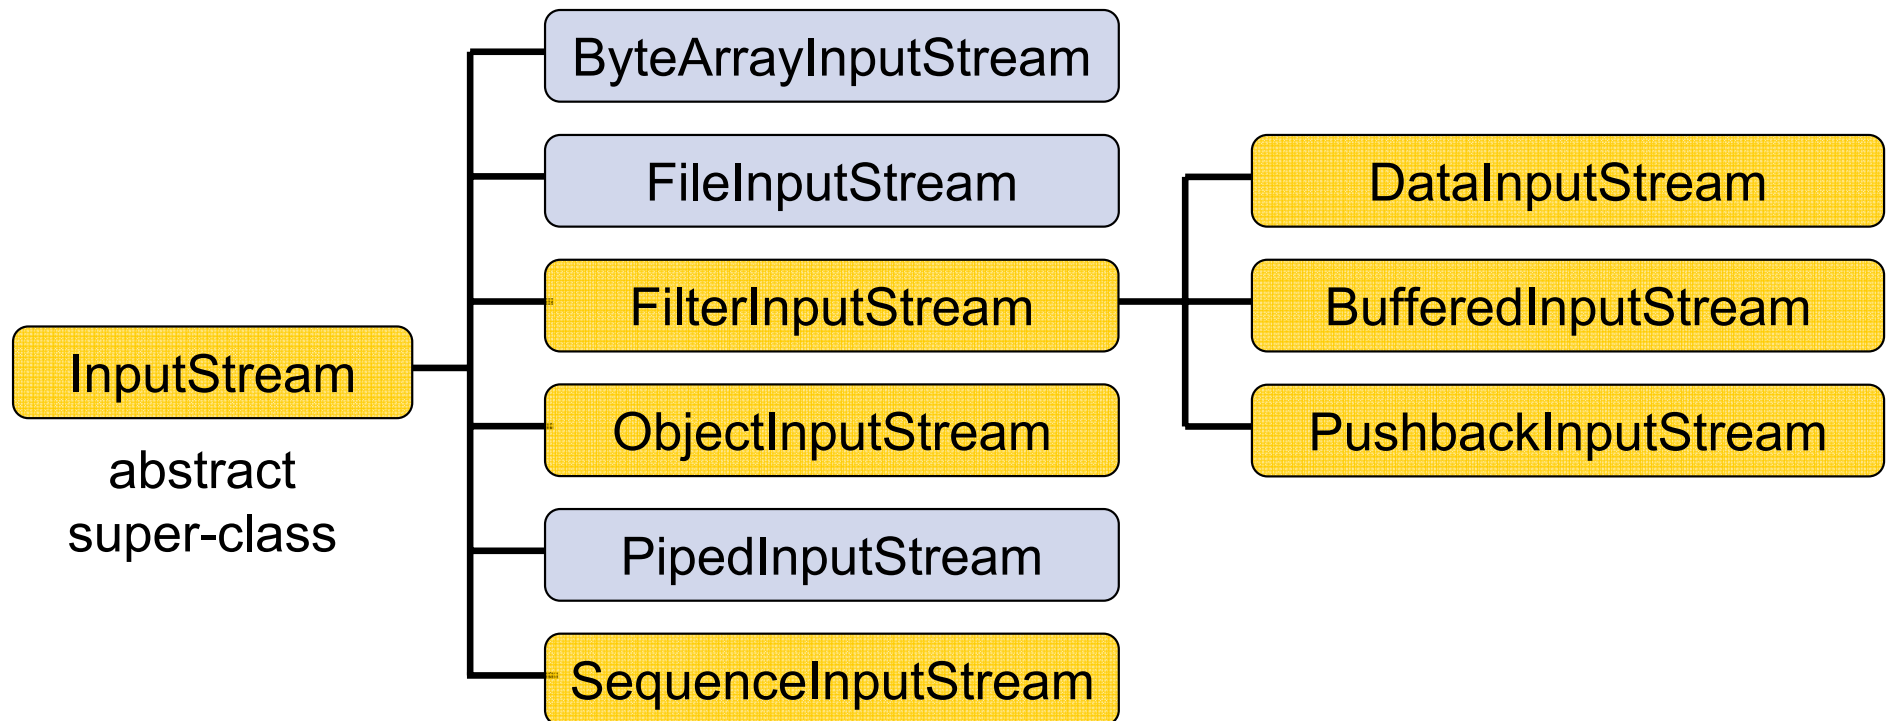 ByteArrayInputStream
FileInputStream
DataInputStream
FilterInputStream
BufferedInputStream
InputStream
ObjectInputStream
PushbackInputStream
abstract
super-class
PipedInputStream
SequenceInputStream